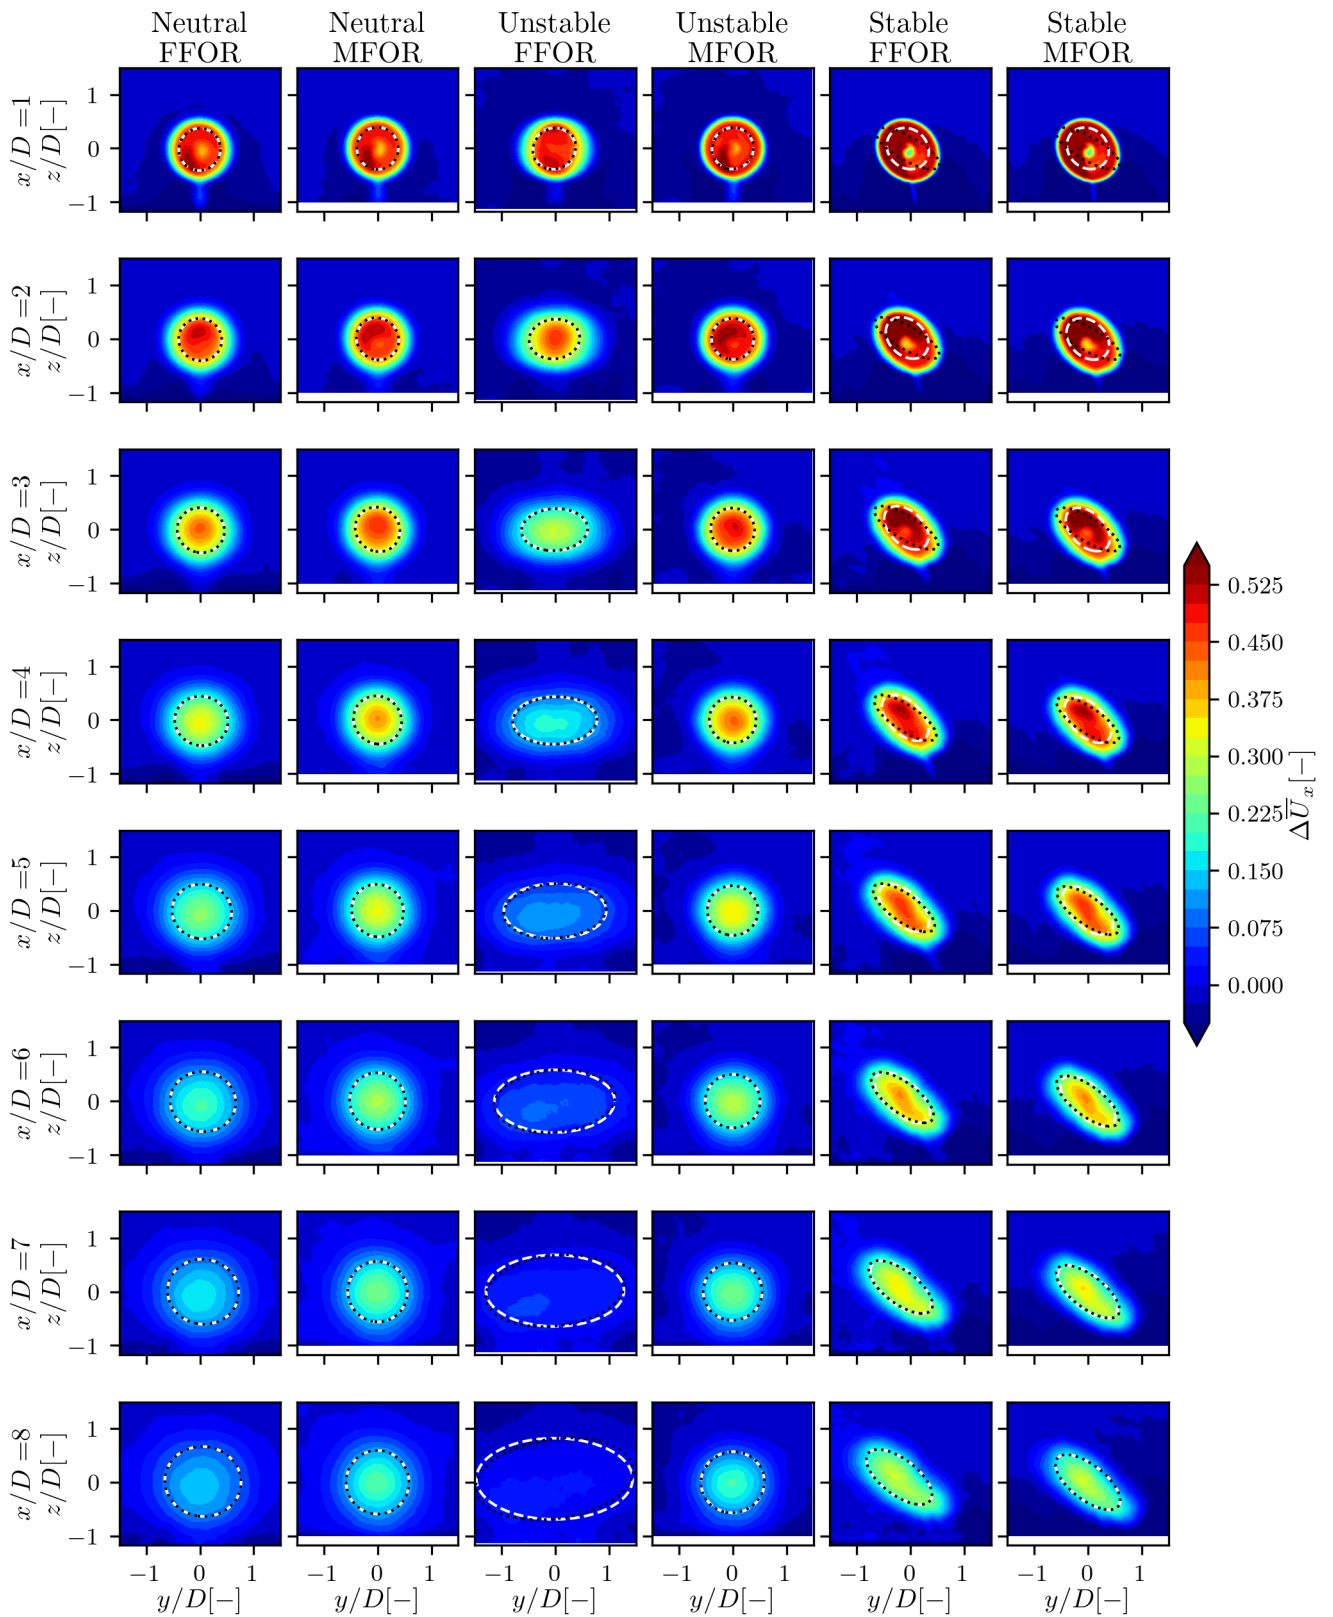 Neutral FFOR
Neutral MFOR
Unstable FFOR
Unstable MFOR
Stable FFOR
Stable MFOR
x/D =1
z/D[−]
1
0
−1
x/D =2
z/D[−]
1
0
−1
x/D =3
z/D[−]
1
0
−1
x/D =4
z/D[−]
1
0
−1
x/D =5
z/D[−]
1
0
−1
x/D =6
z/D[−]
1
0
−1
x/D =7
z/D[−]
1
0
−1
x/D =8
z/D[−]
1
0
−1
−1 0 1
y/D[−]
−1 0 1
y/D[−]
−1 0 1
y/D[−]
−1 0 1
y/D[−]
−1 0 1
y/D[−]
−1 0 1
y/D[−]
0.525
0.450
0.375
0.300
0.225
0.150
0.075
0.000
ΔU̅ₓ[−]